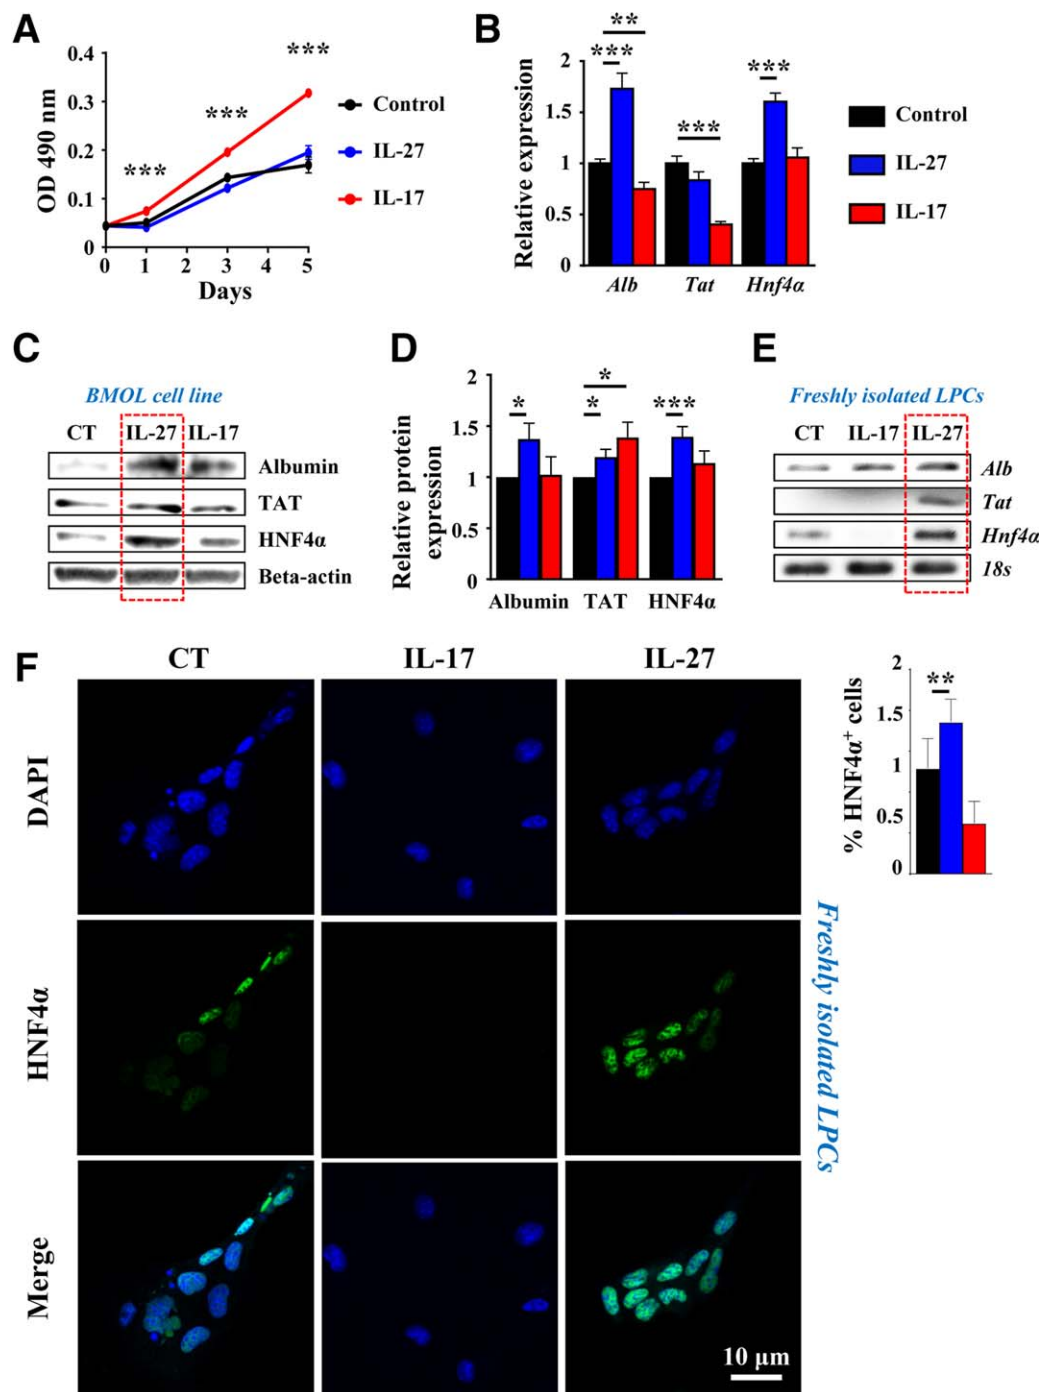 A
OD 490 nm
0.4
0.3
0.2
0.1
0
0 1 2 3 4 5
Days
***
***
***
Control
IL-27
IL-17
B
Relative expression
2
1.5
1
0.5
0
***
**
***
***
Alb Tat Hnf4α
Control
IL-27
IL-17
C
BMOL cell line
CT IL-27 IL-17
Albumin
TAT
HNF4α
Beta-actin
D
Relative protein
expression
2
1.5
1
0.5
0
*
*
*
***
Albumin TAT HNF4α
E
Freshly isolated LPCs
CT IL-17 IL-27
Alb
Tat
Hnf4α
18s
F
CT IL-17 IL-27
DAPI
HNF4α
Merge
10 µm
% HNF4α+ cells
2
1.5
1
0.5
0
**
Freshly isolated LPCs